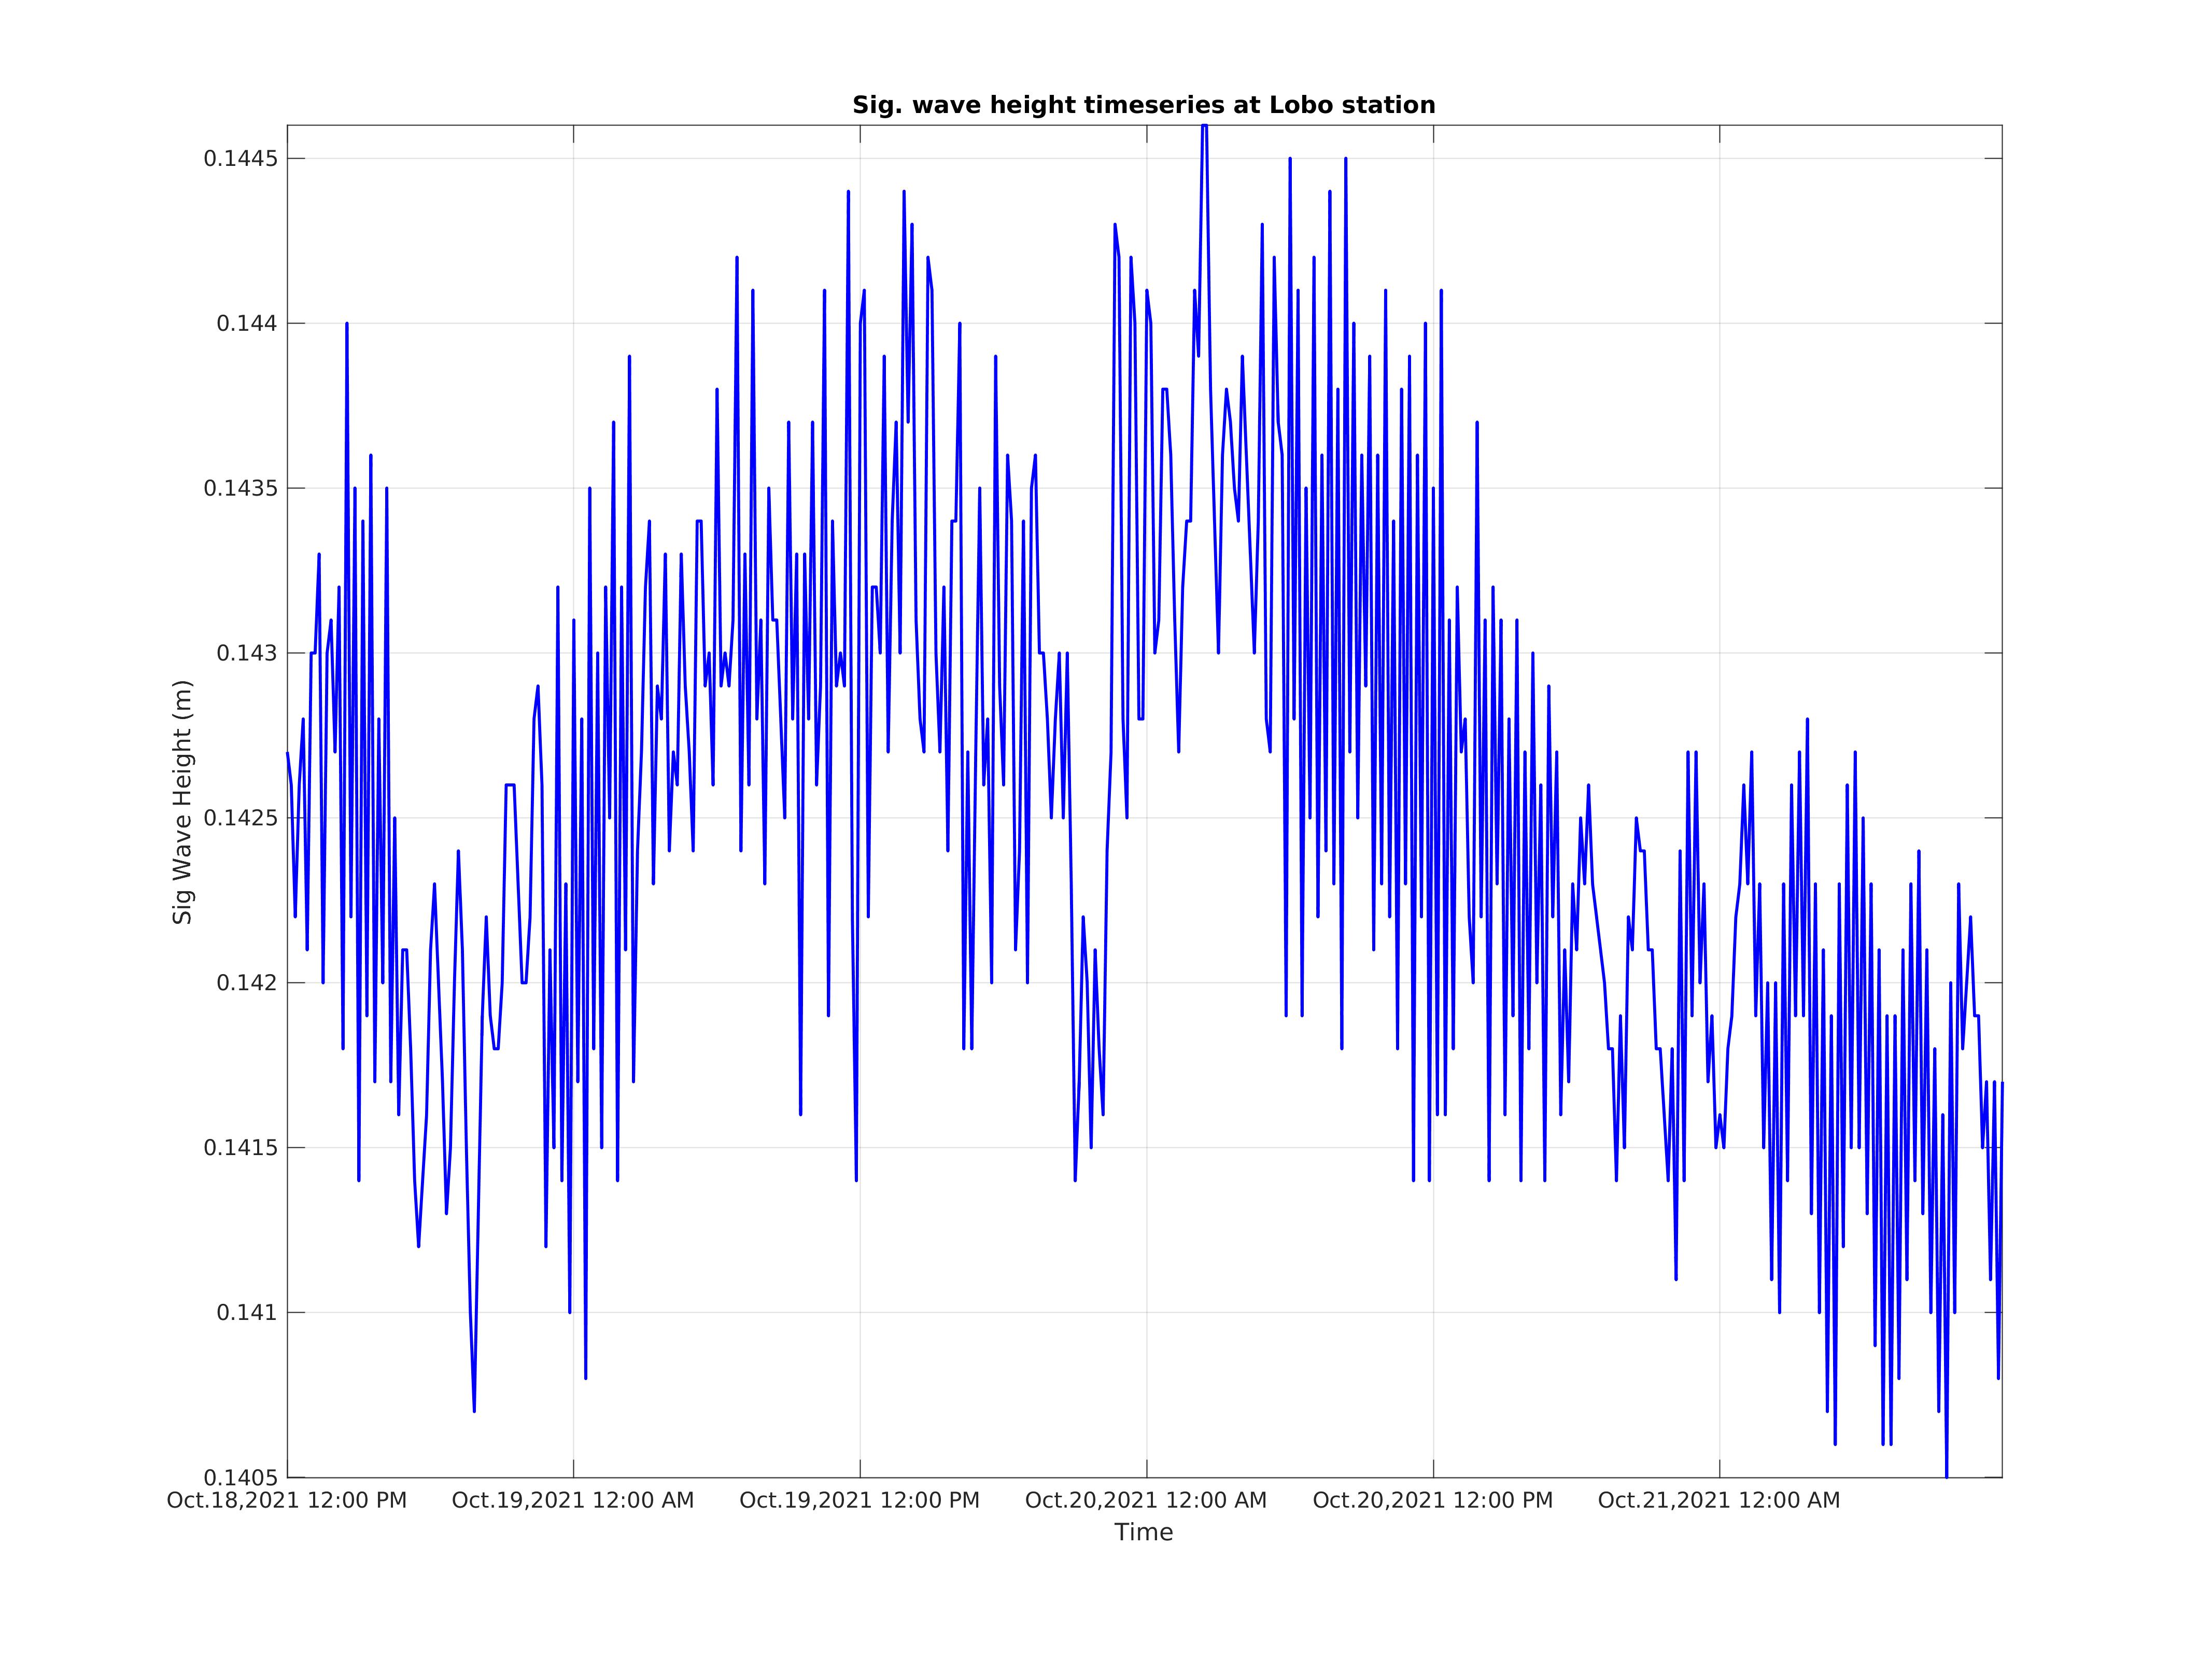 Sig. wave height timeseries at Lobo station
0.1445
0.144
0.1435
0.143
0.1425
0.142
0.1415
0.141
0.1405
Sig Wave Height (m)
Oct.18,2021 12:00 PM Oct.19,2021 12:00 AM Oct.19,2021 12:00 PM Oct.20,2021 12:00 AM Oct.20,2021 12:00 PM Oct.21,2021 12:00 AM
Time